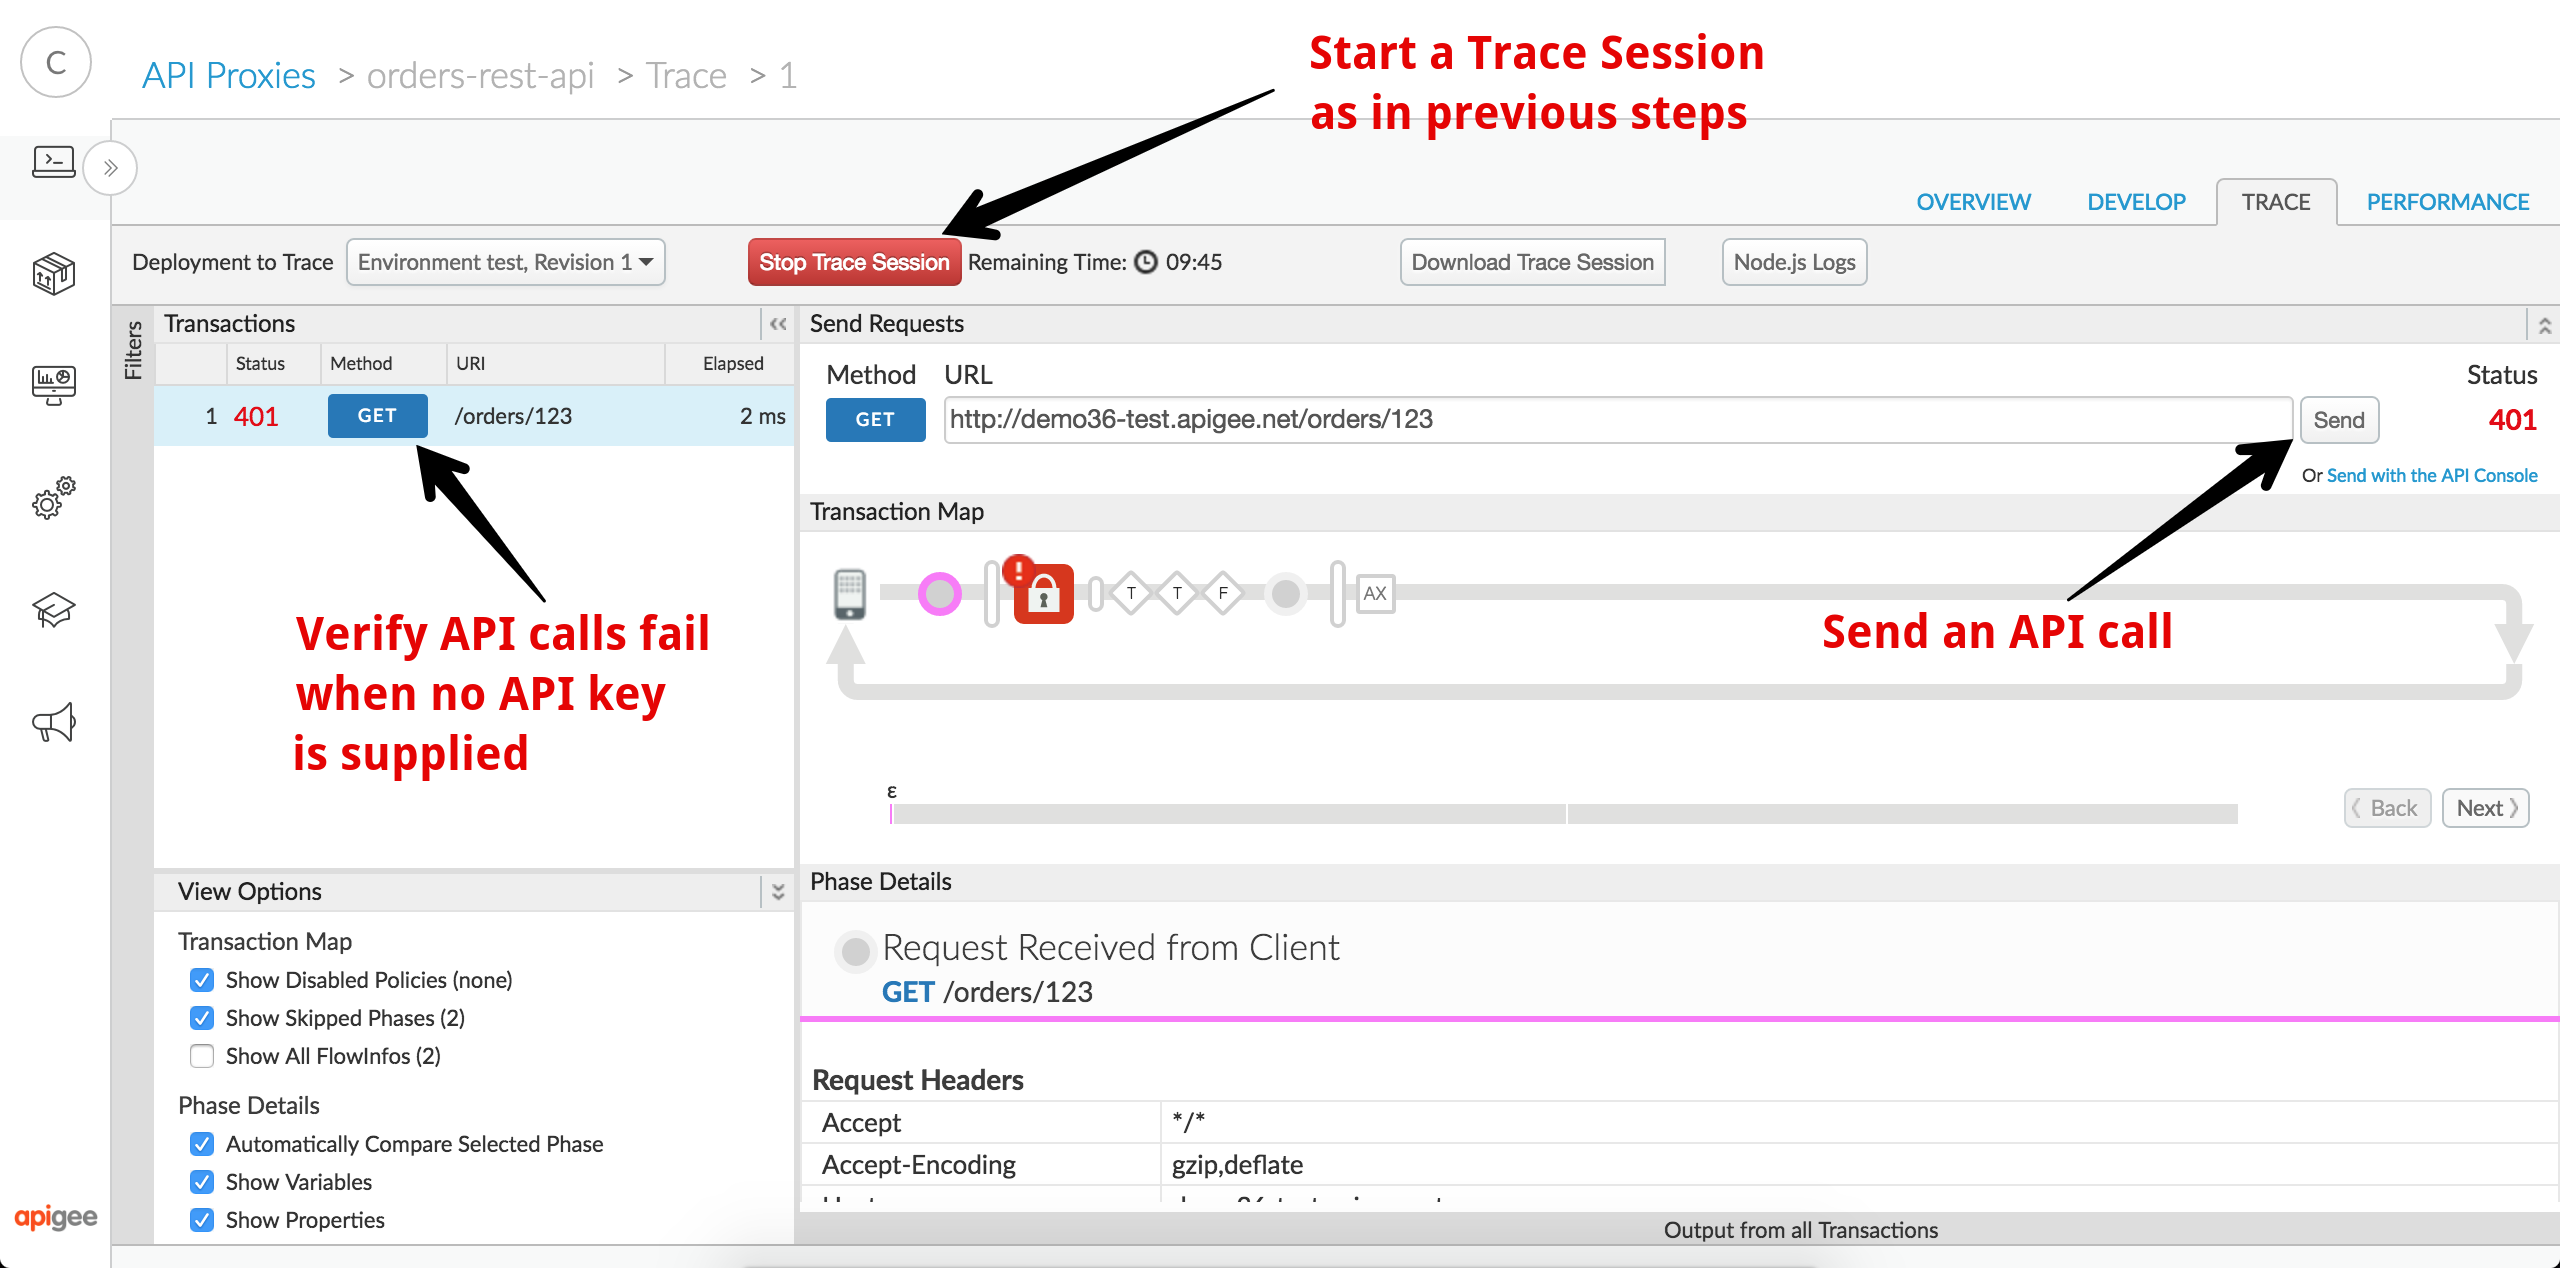 C
API Proxies > orders-rest-api > Trace > 1
Start a Trace Session
as in previous steps
OVERVIEW DEVELOP TRACE PERFORMANCE
Deployment to Trace Environment test, Revision 1 Stop Trace Session Remaining Time: 09:45 Download Trace Session Node.js Logs
Filters
Transactions
Status Method URI Elapsed
1 401 GET /orders/123 2 ms
Verify API calls fail
when no API key
is supplied
Send Requests
Method URL Status
GET http://demo36-test.apigee.net/orders/123 Send 401
Or Send with the API Console
Transaction Map
T T F AX
Send an API call
ε
Back Next
View Options
Transaction Map
Show Disabled Policies (none)
Show Skipped Phases (2)
Show All FlowInfos (2)
Phase Details
Automatically Compare Selected Phase
Show Variables
Show Properties
Phase Details
Request Received from Client
GET /orders/123
Request Headers
Accept */*
Accept-Encoding gzip,deflate
Output from all Transactions
apigee